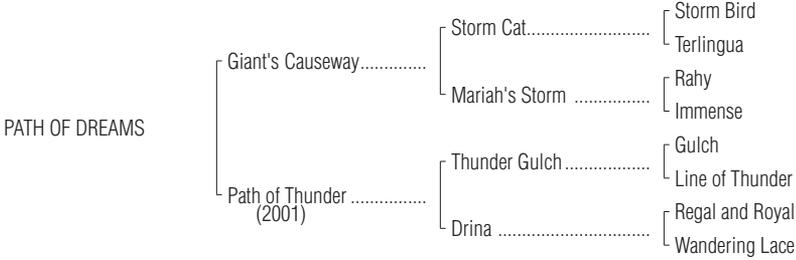 Storm Bird
Storm Cat..........................
Terlingua
Giant's Causeway..............
Rahy
Mariah's Storm ................
Immense
PATH OF DREAMS
Gulch
Thunder Gulch..................
Line of Thunder
Path of Thunder ................
(2001)
Regal and Royal
Drina ................................
Wandering Lace